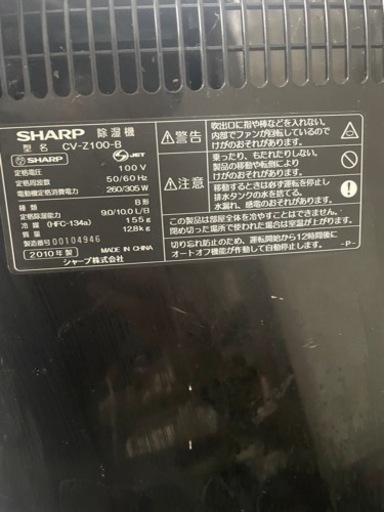 SHARP 除湿機
型名 CV-Z100-B
SHARP JET
定格電圧 100V
定格周波数 50/60Hz
電動機定格消費電力 260/305W
種類 B形
定格除湿能力 9.0/10.0L/日
冷媒 (HFC-134a) 155g
質量 12.8kg
製造番号 00104946
2010年製 MADE IN CHINA
シャープ株式会社
警告
吹出口に指や棒などを入れない。
内部でファンが回転しているので
けがのおそれがあります。
注意
乗ったり、もたれたりしない。
製品の移動や転倒により
けがのおそれがあります。
移動するときは必ず運転を停止し
排水タンクの水を捨てる。
水漏れ、感電のおそれがあります。
この製品は部屋全体を冷やすことはできません。
閉め切った場所で使われた場合は室温が上がります。
切り忘れ防止のため、運転開始から12時間後に
オートオフ機能が作動して自動停止します。
-P-